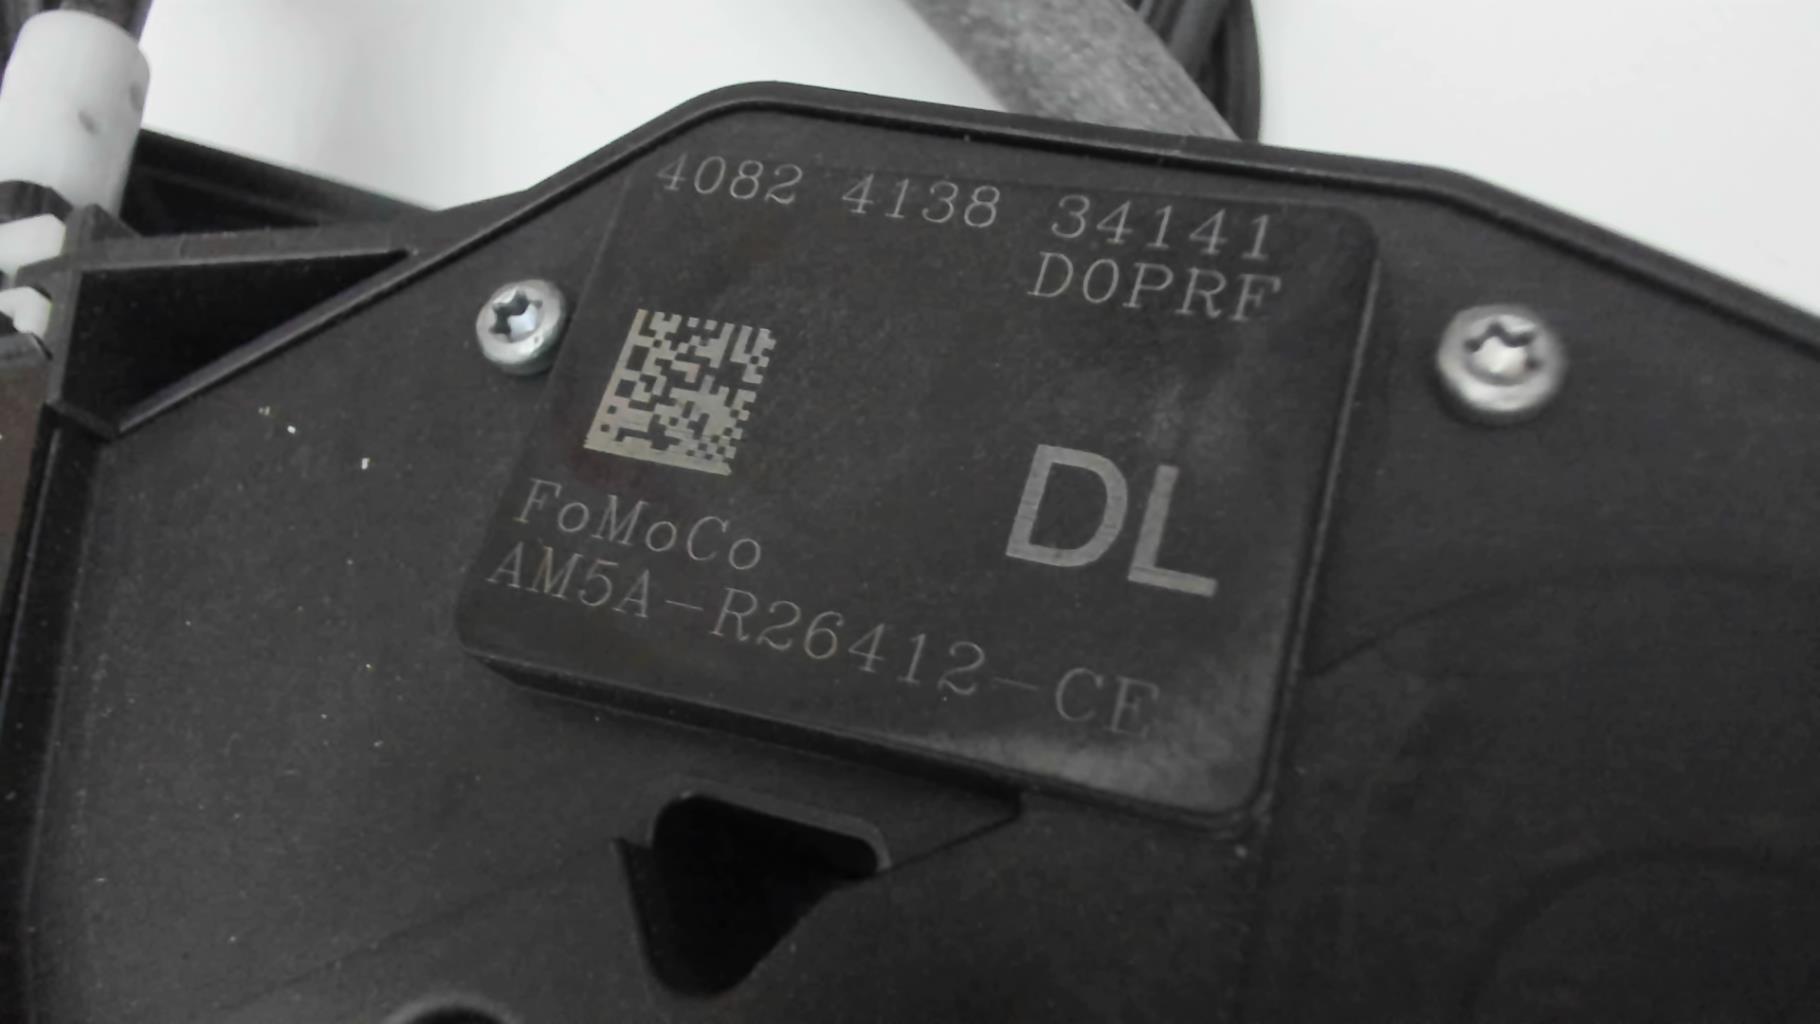 4082 4138 34141
D0PRF
DL
FoMoCo
AM5A-R26412-CE